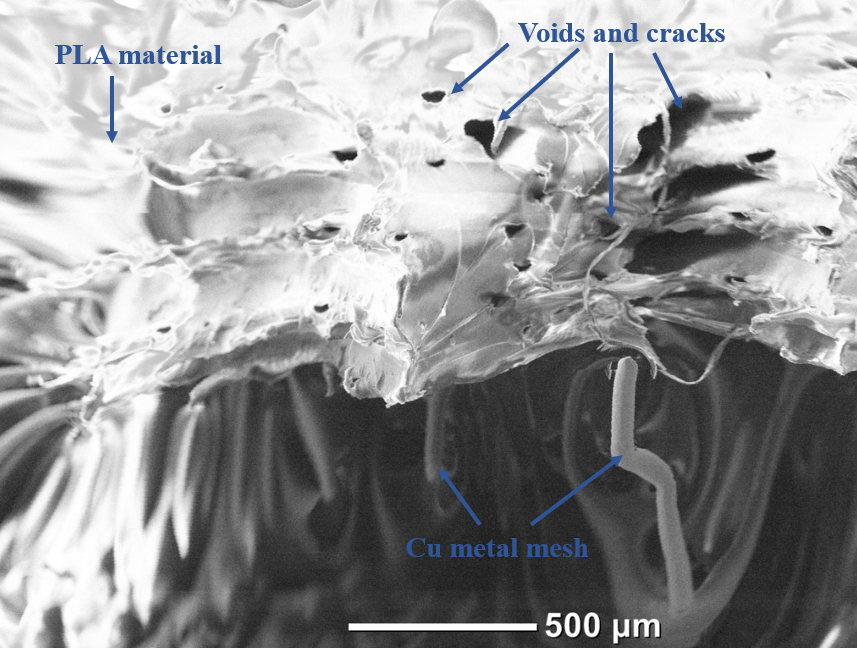 Voids and cracks
PLA material
Cu metal mesh
500 µm